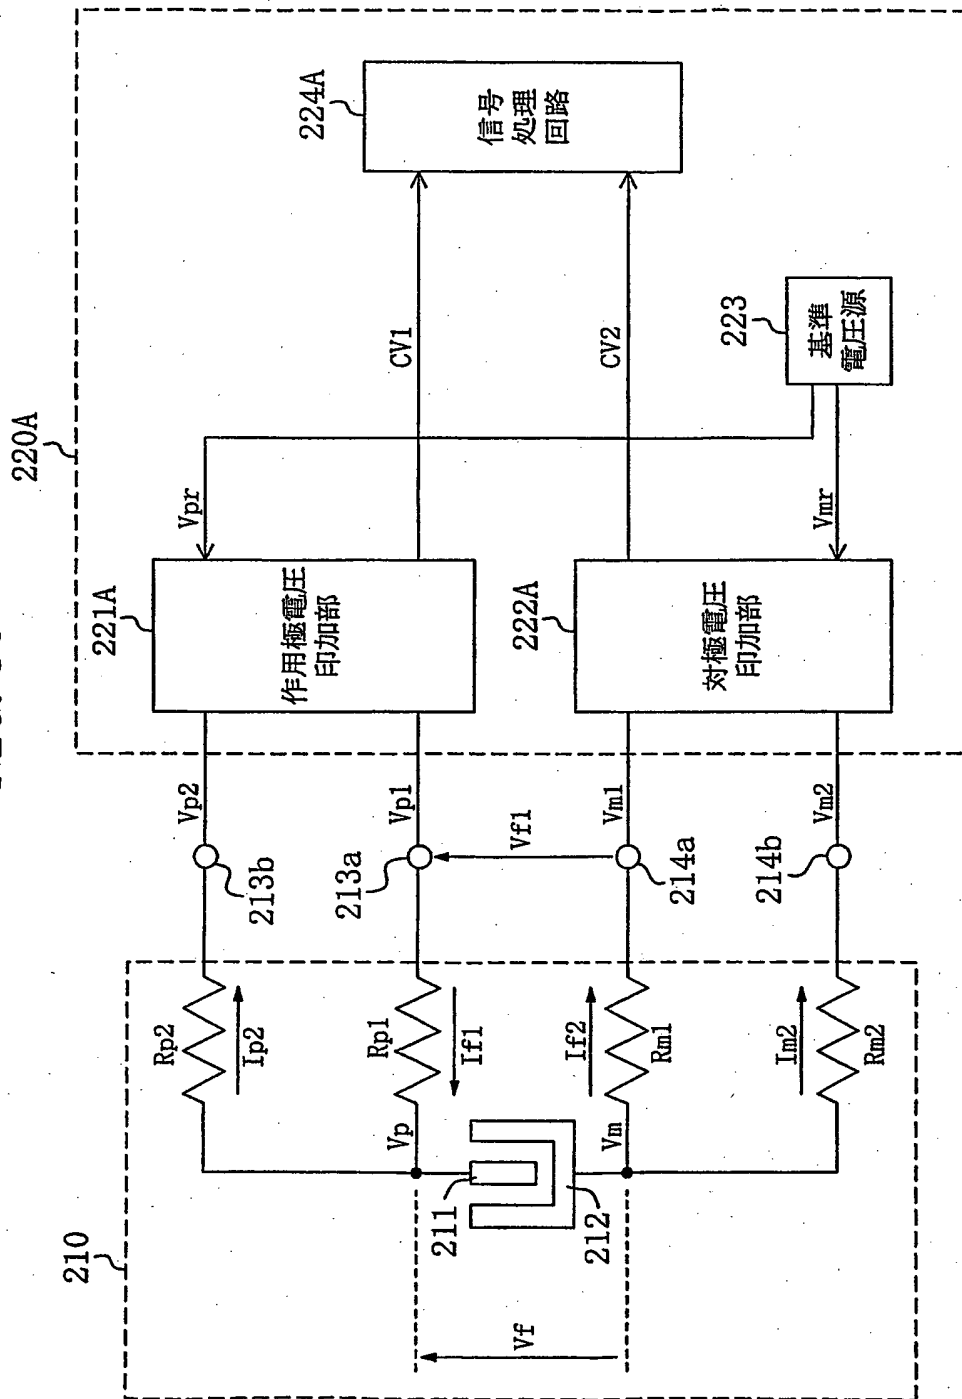 220A
224A
信号
処理
回路
CV1
CV2
223
基準
電圧源
Vpr
Vmr
221A
作用極電圧
印加部
222A
対極電圧
印加部
Vp2
Vp1
Vm1
Vm2
213b
213a
Vf1
214a
214b
210
Rp2
Ip2
Rp1
If1
If2
Rm1
Im2
Rm2
Vp
Vm
211
212
Vf